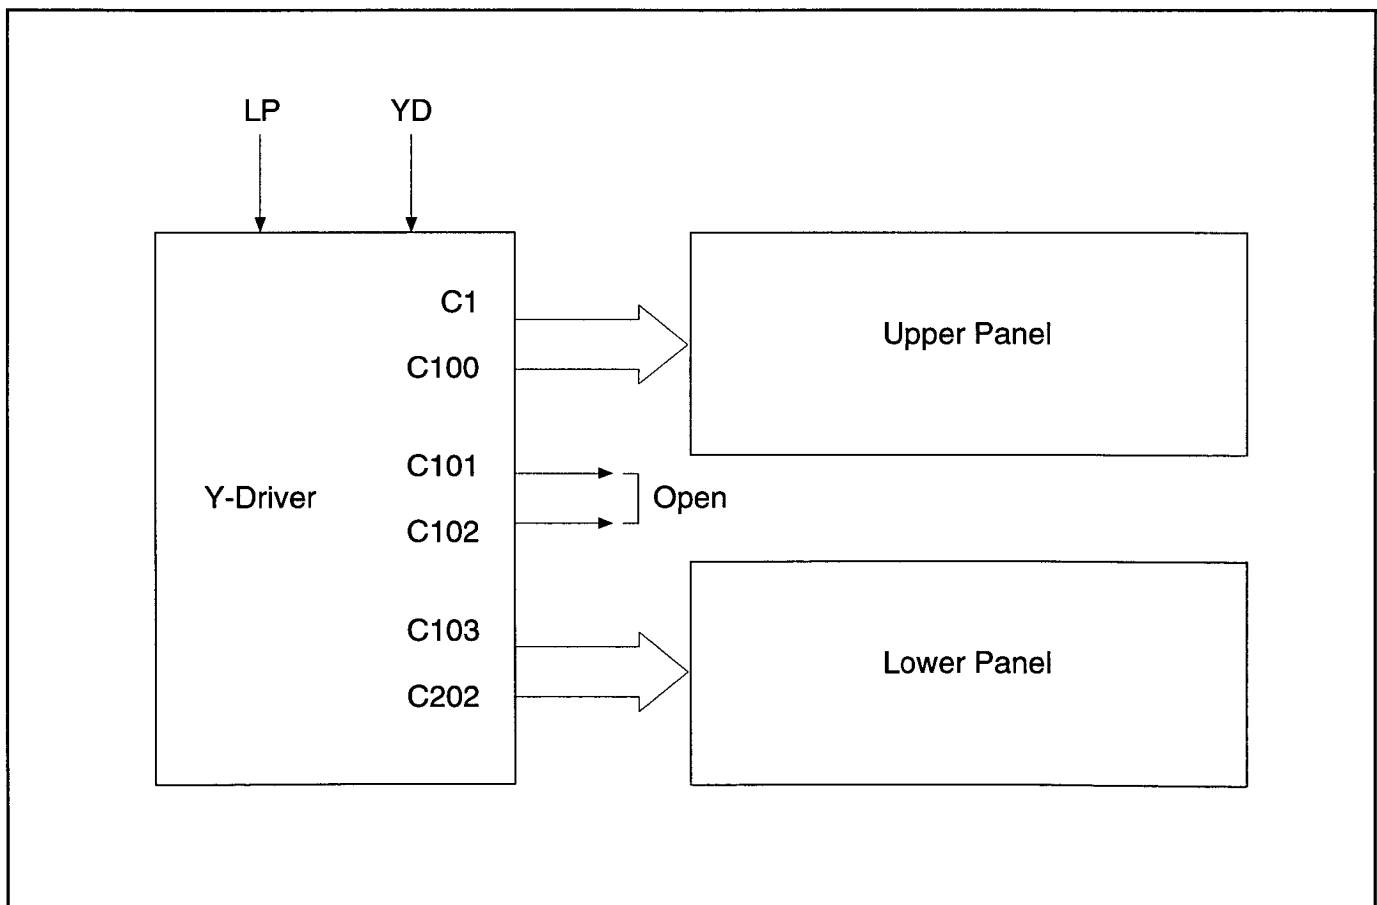 LP
YD
C1
C100
Upper Panel
C101
Y-Driver
Open
C102
C103
Lower Panel
C202